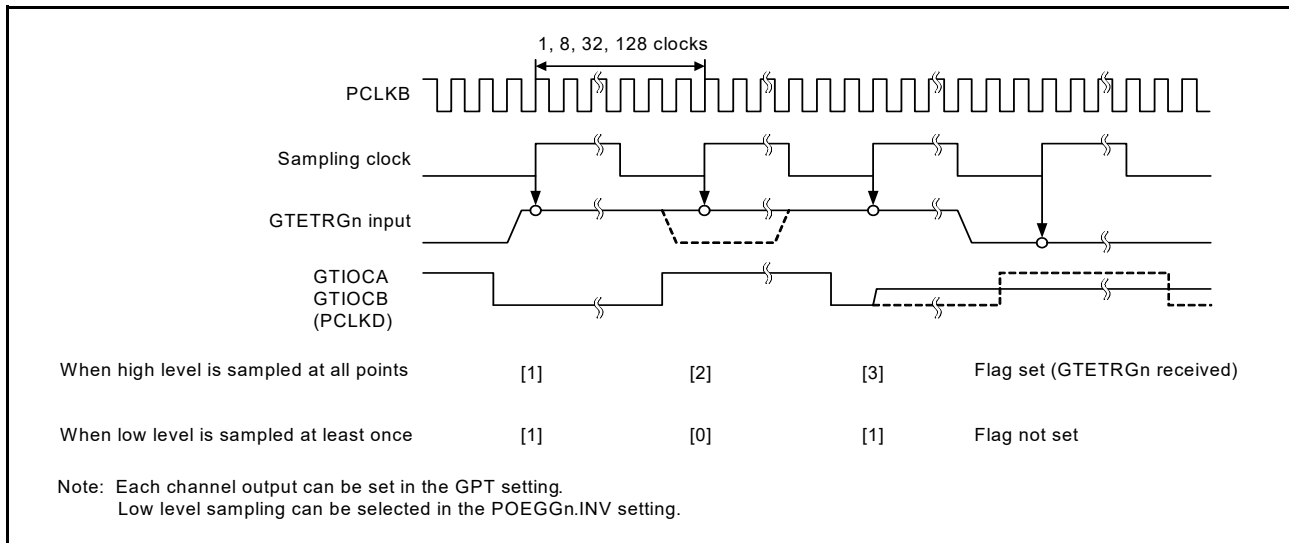 1, 8, 32, 128 clocks
PCLKB
Sampling clock
GTETRGn input
GTIOCA
GTIOCB
(PCLKD)
When high level is sampled at all points [1] [2] [3] Flag set (GTETRGn received)
When low level is sampled at least once [1] [0] [1] Flag not set
Note: Each channel output can be set in the GPT setting.
Low level sampling can be selected in the POEGGn.INV setting.